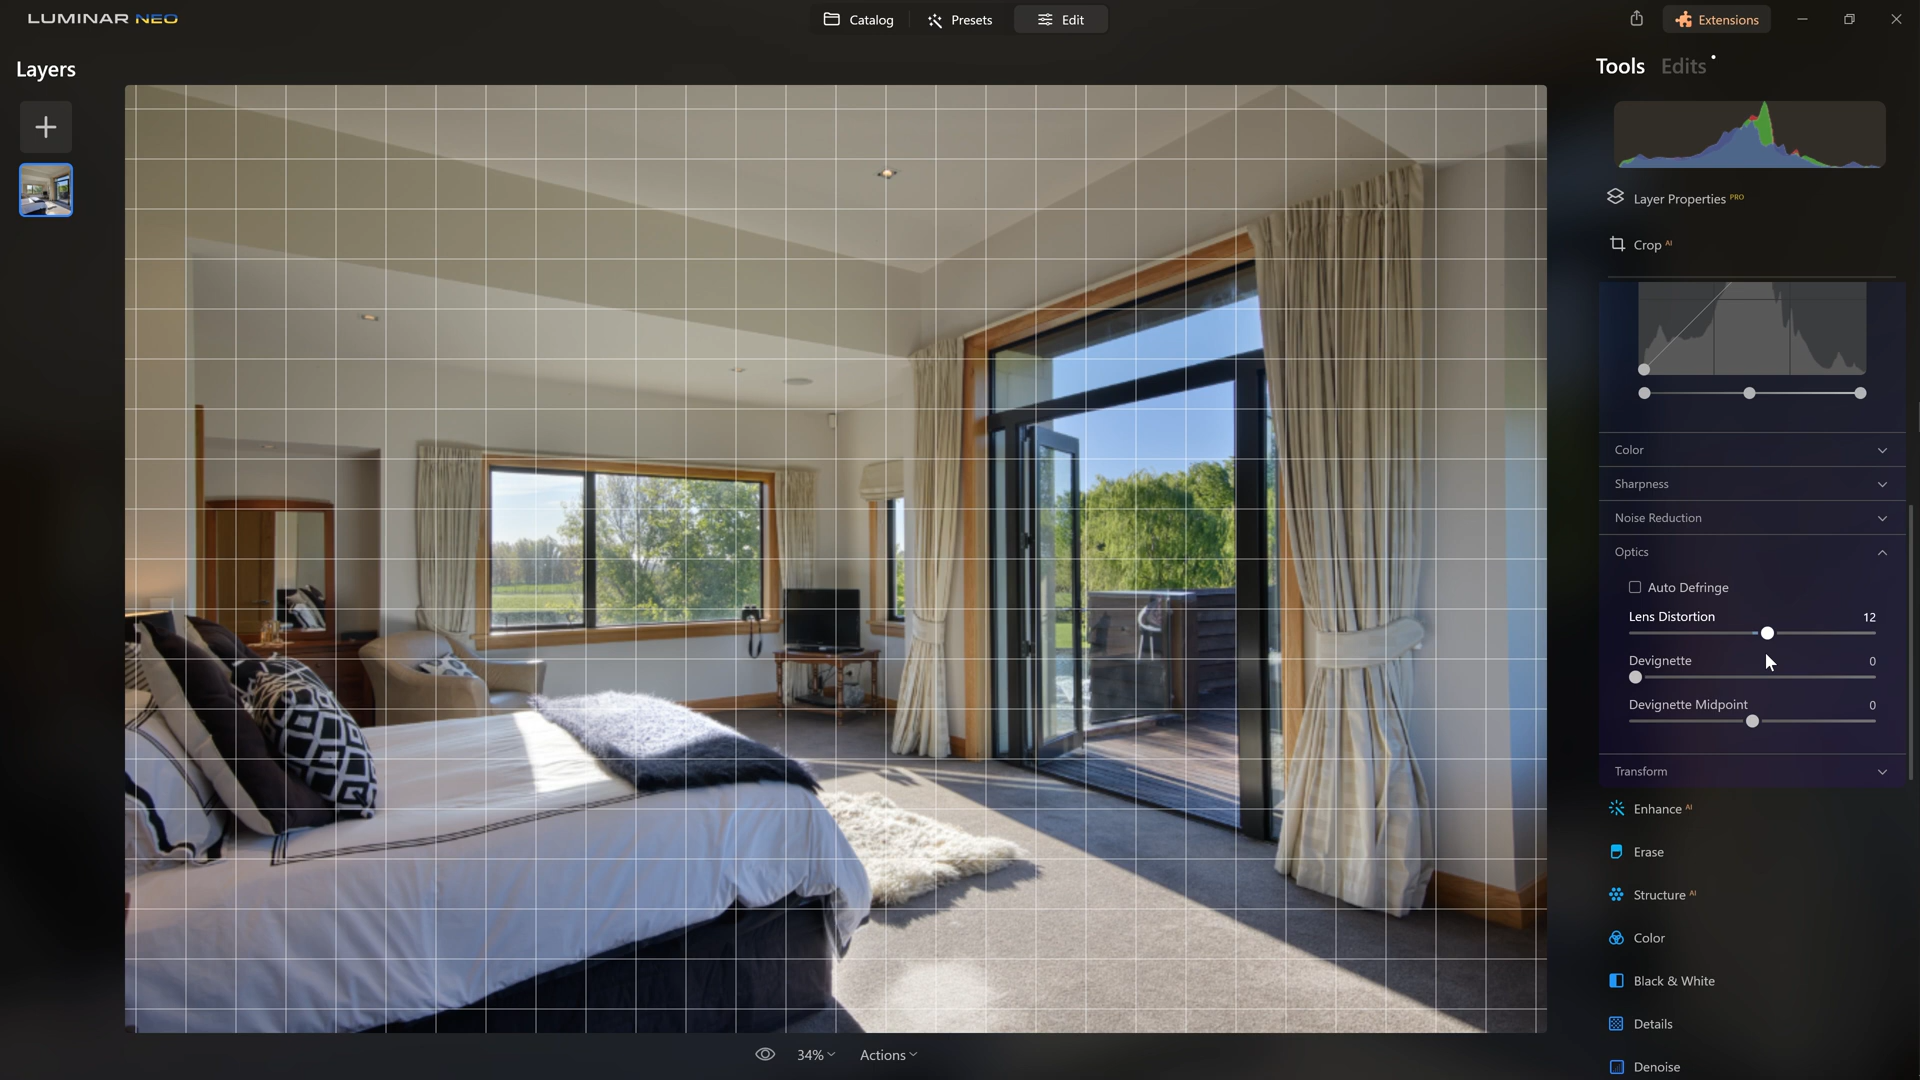 LUMINAR NEO
Catalog
Presets
Edit
Extensions
Layers
Tools
Edits
Layer Properties PRO
Crop AI
Color
Sharpness
Noise Reduction
Optics
Auto Defringe
Lens Distortion 12
Devignette 0
Devignette Midpoint 0
Transform
Enhance AI
Erase
Structure AI
Color
Black & White
Details
Denoise
34%
Actions